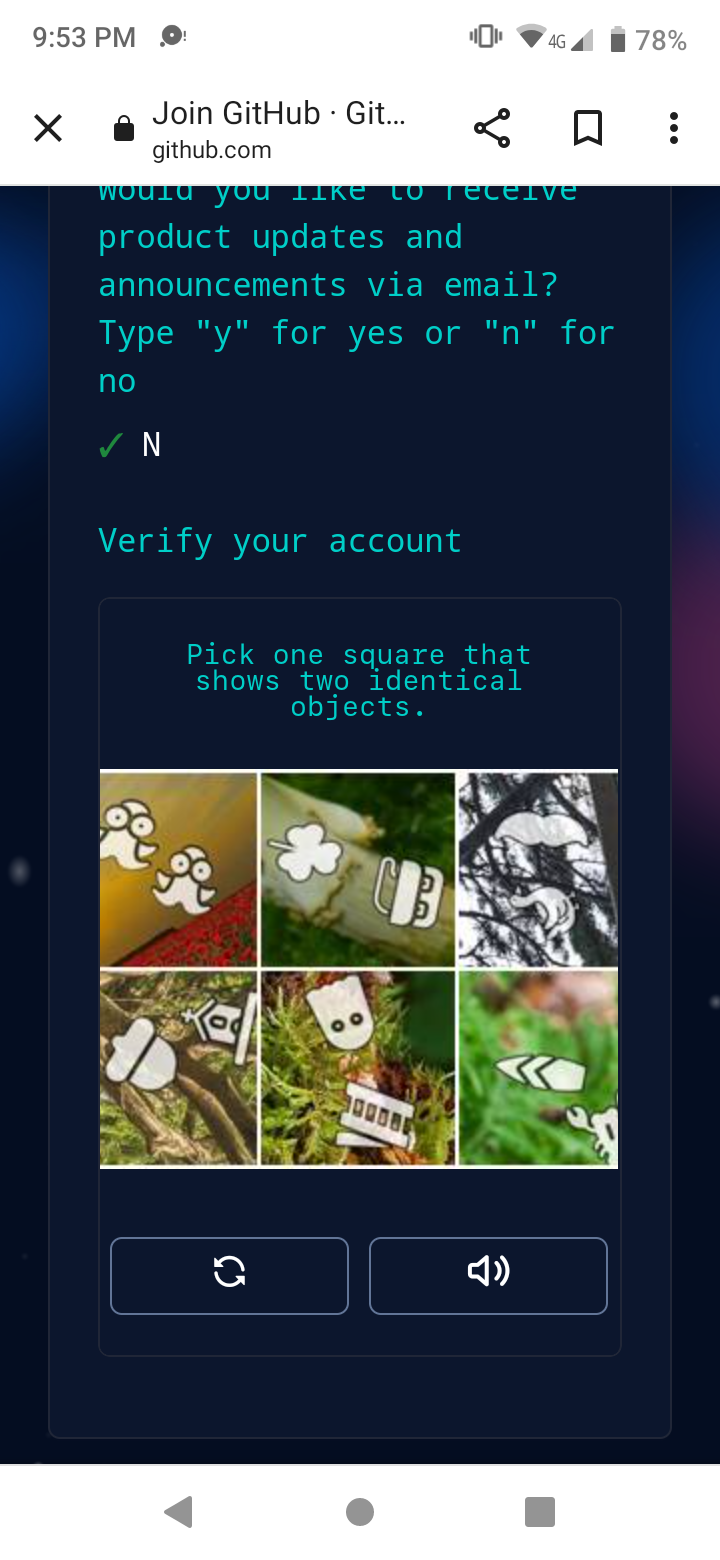 9:53 PM
4G
78%
Join GitHub · Git...
github.com
Would you like to receive
product updates and
announcements via email?
Type "y" for yes or "n" for
no
✓ N
Verify your account
Pick one square that
shows two identical
objects.